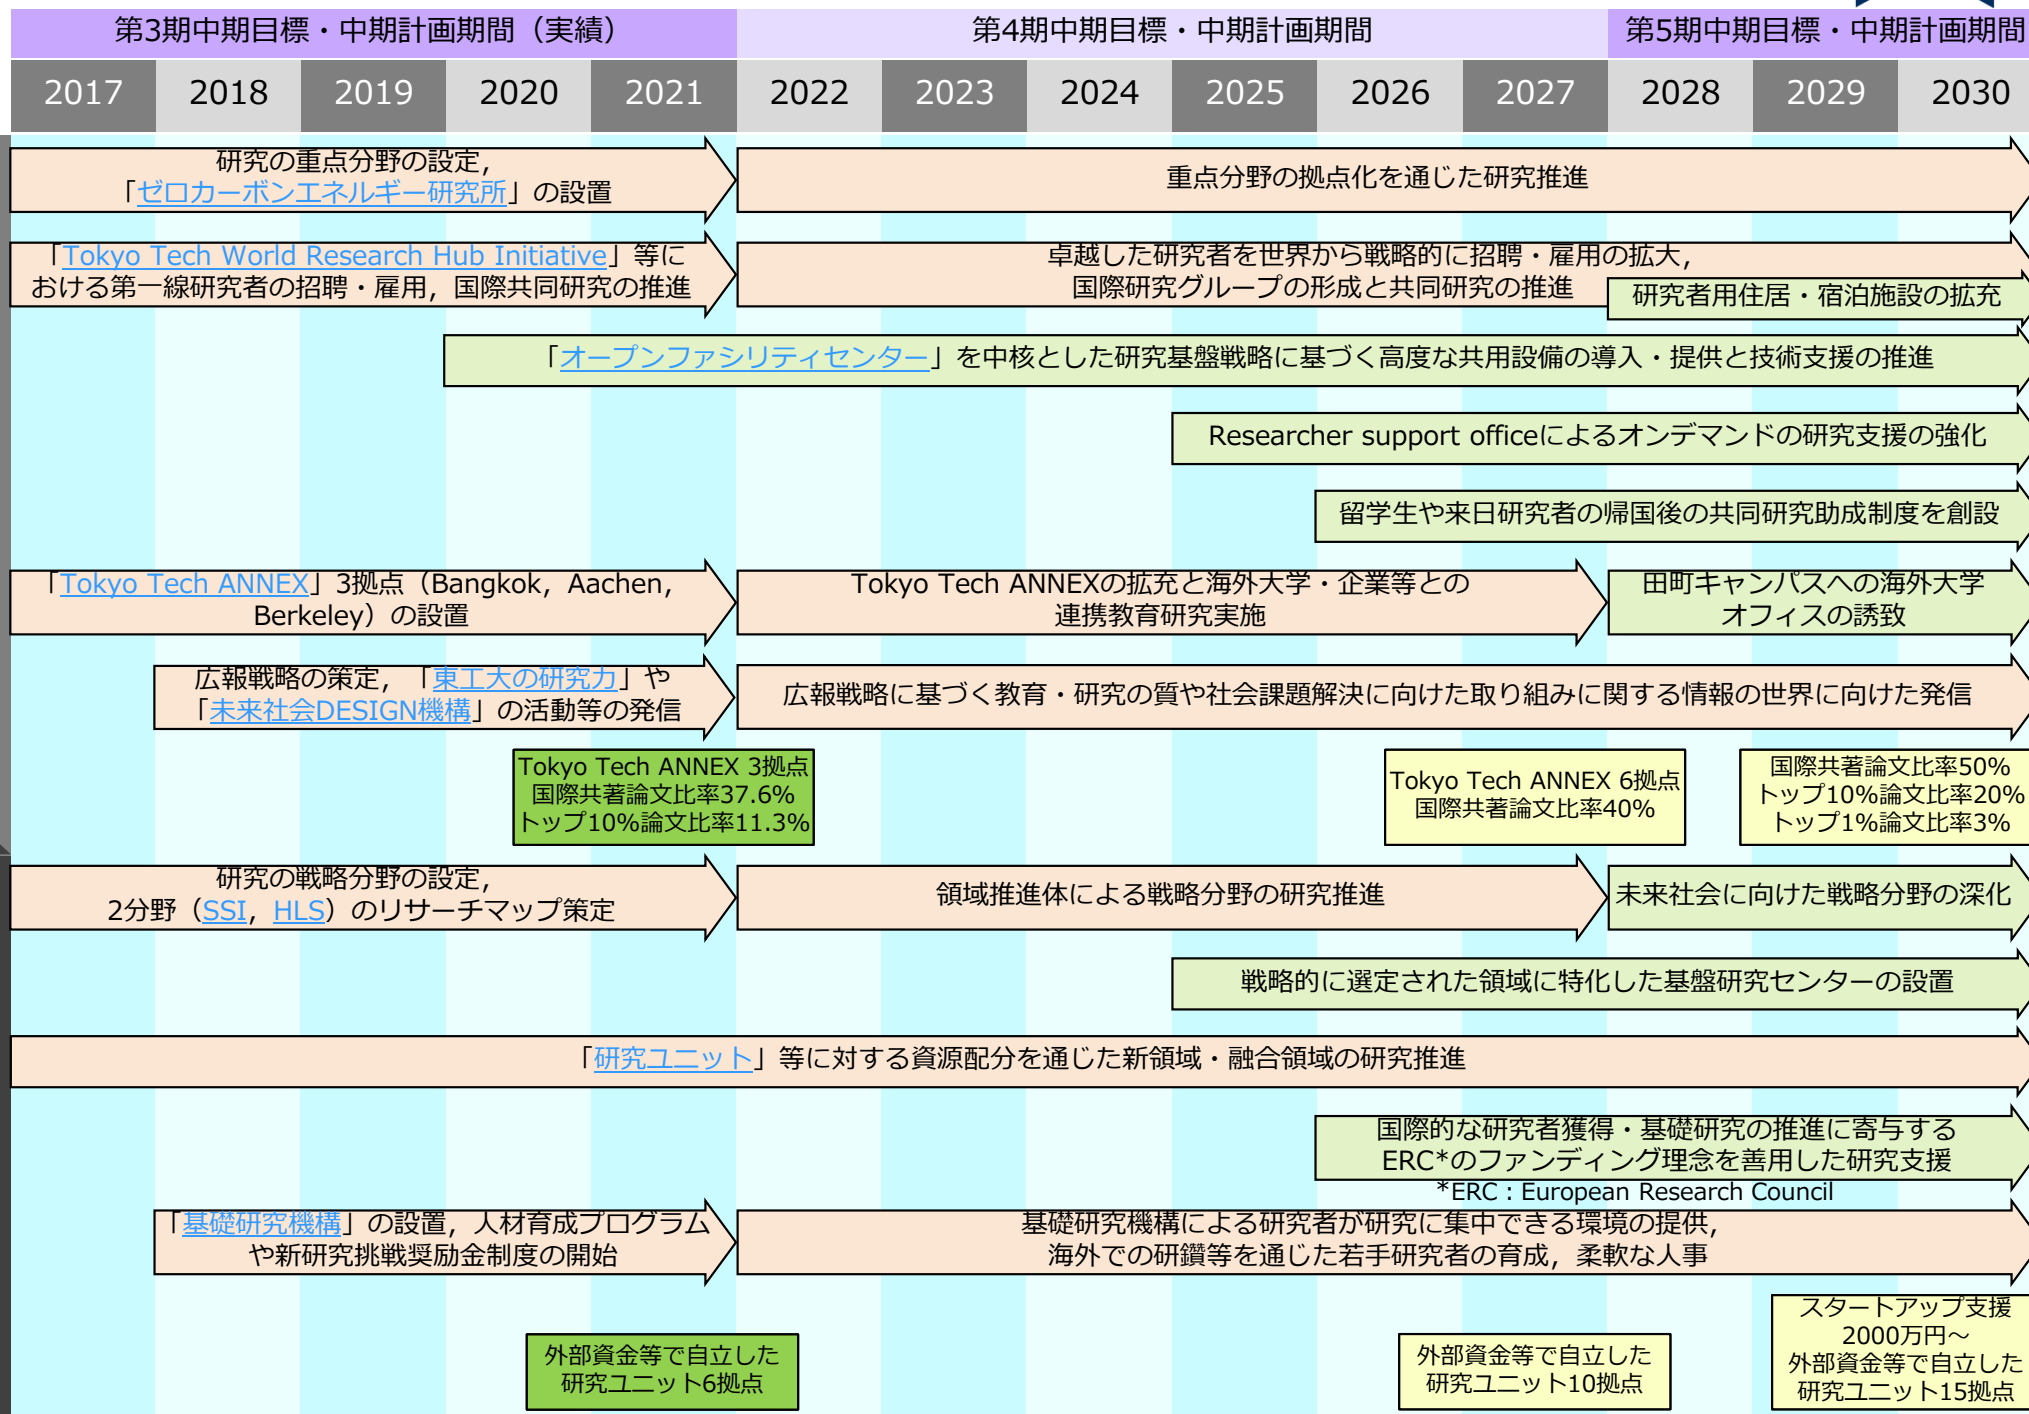 第3期中期目標・中期計画期間（実績）
第4期中期目標・中期計画期間
第5期中期目標・中期計画期間
2017 2018 2019 2020 2021 2022 2023 2024 2025 2026 2027 2028 2029 2030
研究の重点分野の設定，
「ゼロカーボンエネルギー研究所」の設置
重点分野の拠点化を通じた研究推進
「Tokyo Tech World Research Hub Initiative」等に
おける第一線研究者の招聘・雇用，国際共同研究の推進
卓越した研究者を世界から戦略的に招聘・雇用の拡大，
国際研究グループの形成と共同研究の推進
研究者用住居・宿泊施設の拡充
「オープンファシリティセンター」を中核とした研究基盤戦略に基づく高度な共用設備の導入・提供と技術支援の推進
Researcher support officeによるオンデマンドの研究支援の強化
留学生や来日研究者の帰国後の共同研究助成制度を創設
「Tokyo Tech ANNEX」3拠点（Bangkok，Aachen，
Berkeley）の設置
Tokyo Tech ANNEXの拡充と海外大学・企業等との
連携教育研究実施
田町キャンパスへの海外大学
オフィスの誘致
広報戦略の策定，「東工大の研究力」や
「未来社会DESIGN機構」の活動等の発信
広報戦略に基づく教育・研究の質や社会課題解決に向けた取り組みに関する情報の世界に向けた発信
Tokyo Tech ANNEX 3拠点
国際共著論文比率37.6%
トップ10%論文比率11.3%
Tokyo Tech ANNEX 6拠点
国際共著論文比率40%
国際共著論文比率50%
トップ10%論文比率20%
トップ1%論文比率3%
研究の戦略分野の設定，
2分野（SSI，HLS）のリサーチマップ策定
領域推進体による戦略分野の研究推進
未来社会に向けた戦略分野の深化
戦略的に選定された領域に特化した基盤研究センターの設置
「研究ユニット」等に対する資源配分を通じた新領域・融合領域の研究推進
国際的な研究者獲得・基礎研究の推進に寄与する
ERC*のファンディング理念を善用した研究支援
*ERC：European Research Council
「基礎研究機構」の設置，人材育成プログラム
や新研究挑戦奨励金制度の開始
基礎研究機構による研究者が研究に集中できる環境の提供，
海外での研鑽等を通じた若手研究者の育成，柔軟な人事
外部資金等で自立した
研究ユニット6拠点
外部資金等で自立した
研究ユニット10拠点
スタートアップ支援
2000万円～
外部資金等で自立した
研究ユニット15拠点